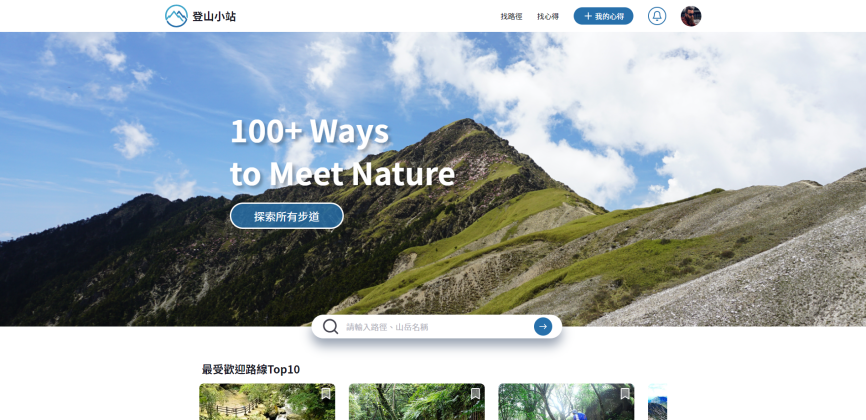 登山小站
找路徑
找心得
+ 我的心得
100+ Ways
to Meet Nature
探索所有步道
請輸入路徑、山岳名稱
最受歡迎路線Top10